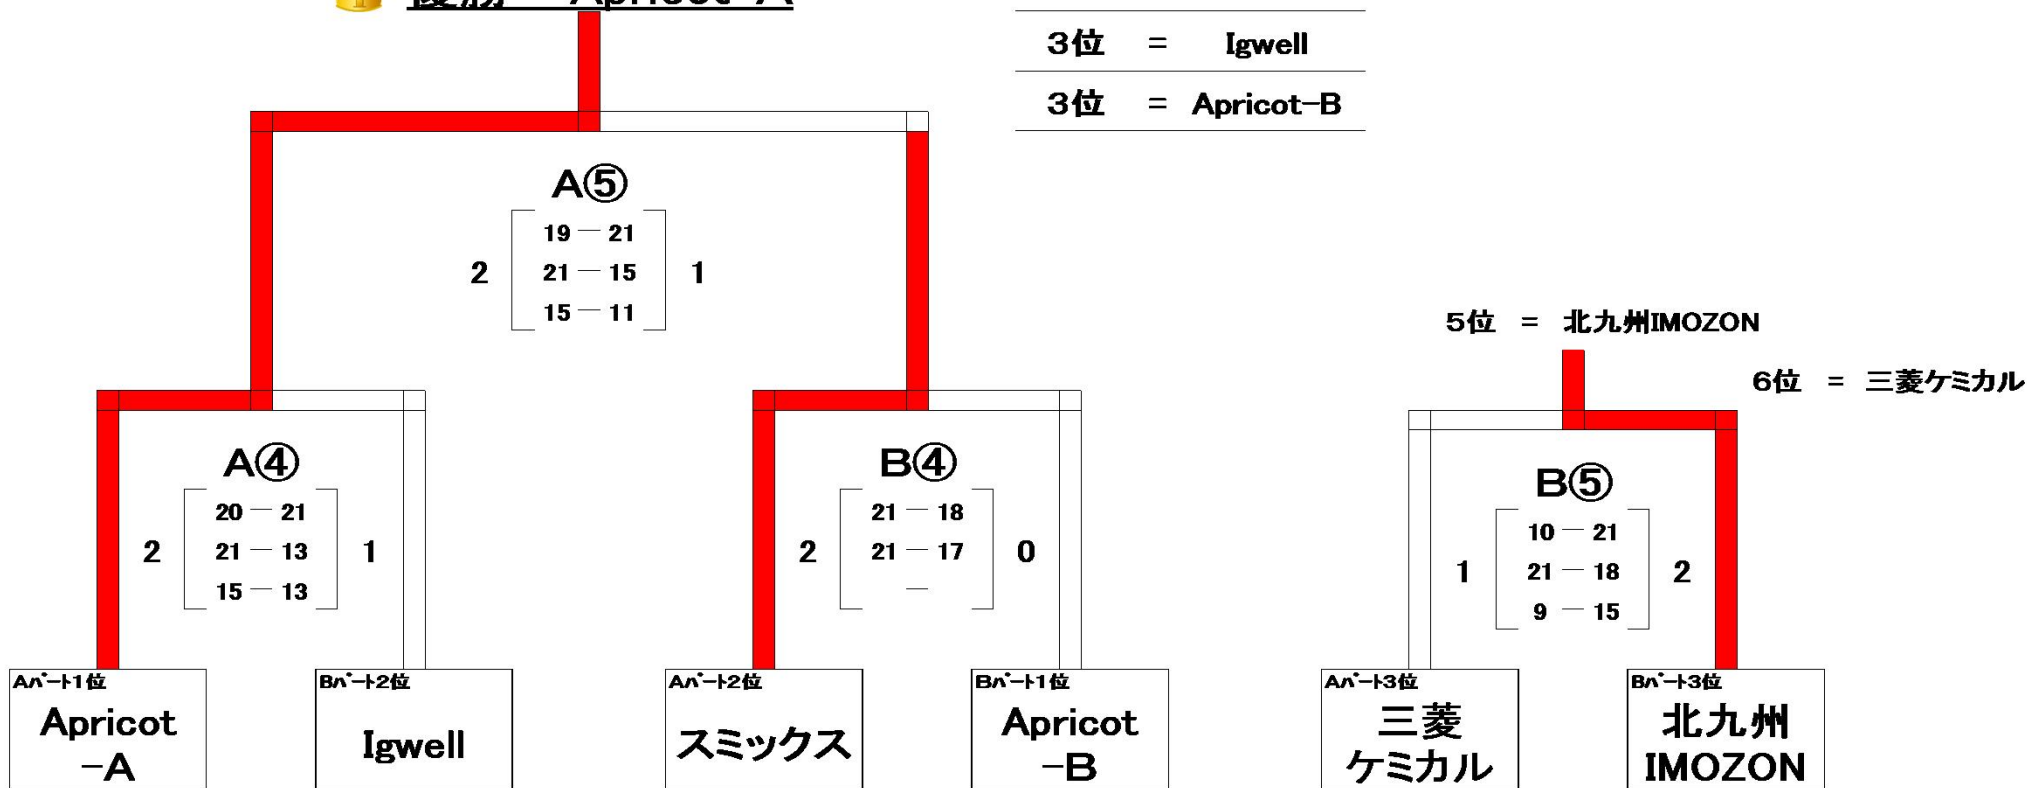 優勝 Apricot-A
3位 = Igwell
3位 = Apricot-B
A⑤
19 － 21
2 21 － 15 1
15 － 11
5位 = 北九州IMOZON
6位 = 三菱ケミカル
A④
20 － 21
2 21 － 13 1
15 － 13
B④
21 － 18
2 21 － 17 0
－
B⑤
10 － 21
1 21 － 18 2
9 － 15
Aパート1位
Apricot
-A
Bパート2位
Igwell
Aパート2位
スミックス
Bパート1位
Apricot
-B
Aパート3位
三菱
ケミカル
Bパート3位
北九州
IMOZON